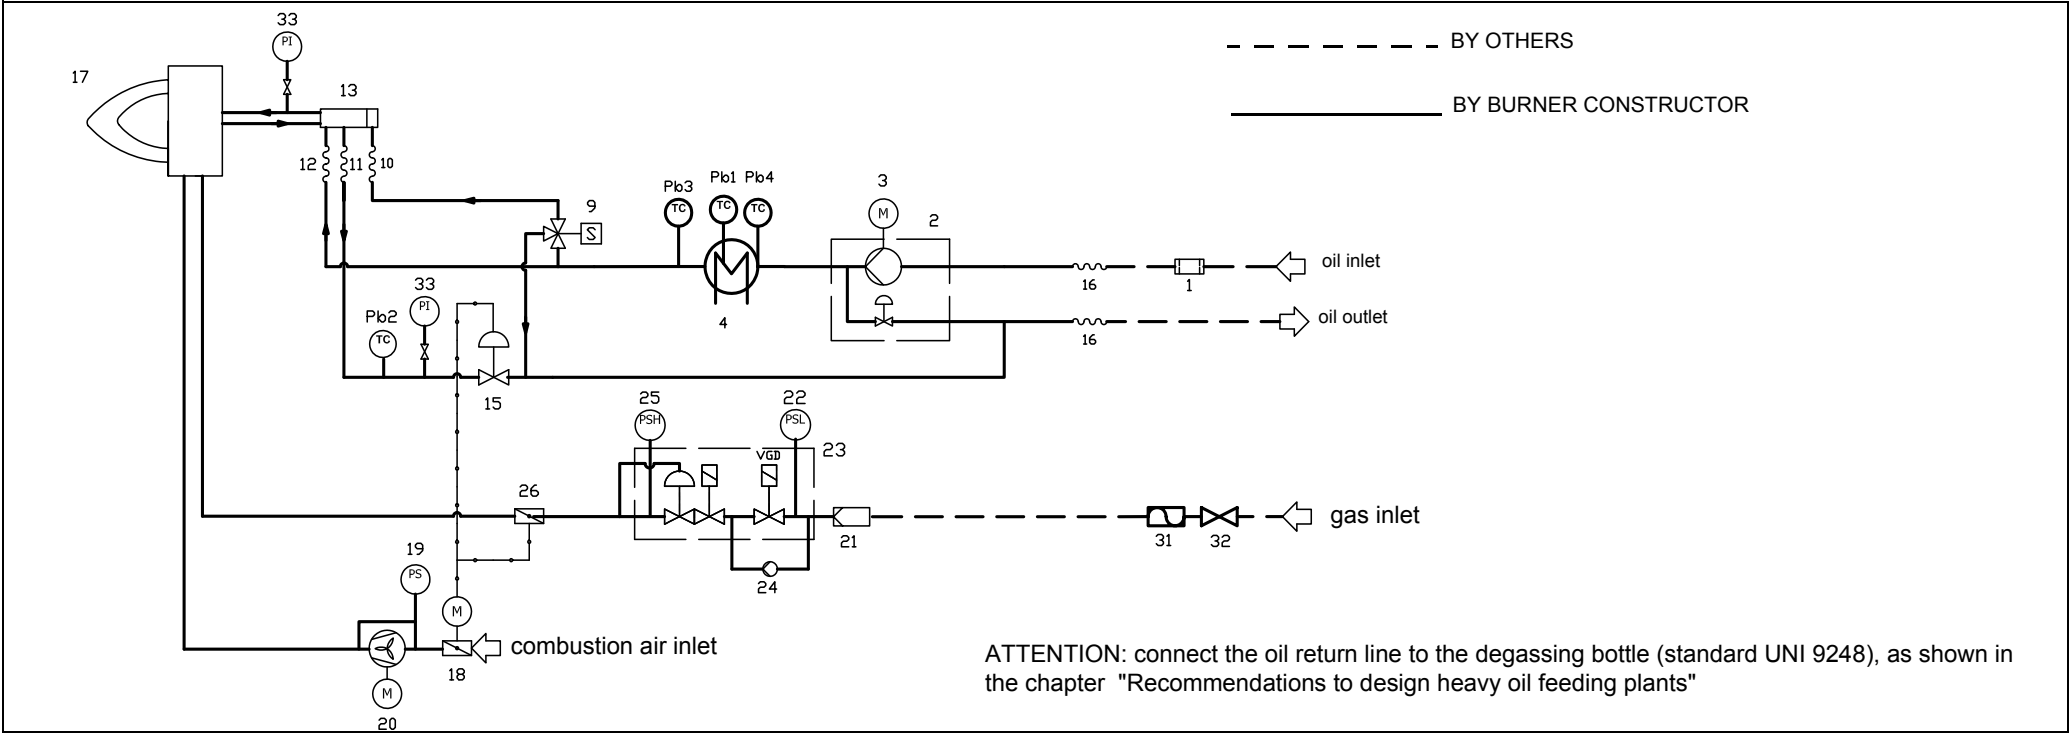 33
PI
BY OTHERS
17
13
BY BURNER CONSTRUCTOR
12
11
10
Pb3
Pb1
Pb4
3
TC
TC
TC
M
2
9
S
oil inlet
33
PI
16
1
4
Pb2
TC
oil outlet
16
15
25
PSH
22
PSL
23
VGD
26
gas inlet
21
31
32
19
PS
24
M
combustion air inlet
18
M
20
ATTENTION: connect the oil return line to the degassing bottle (standard UNI 9248), as shown in
the chapter "Recommendations to design heavy oil feeding plants"